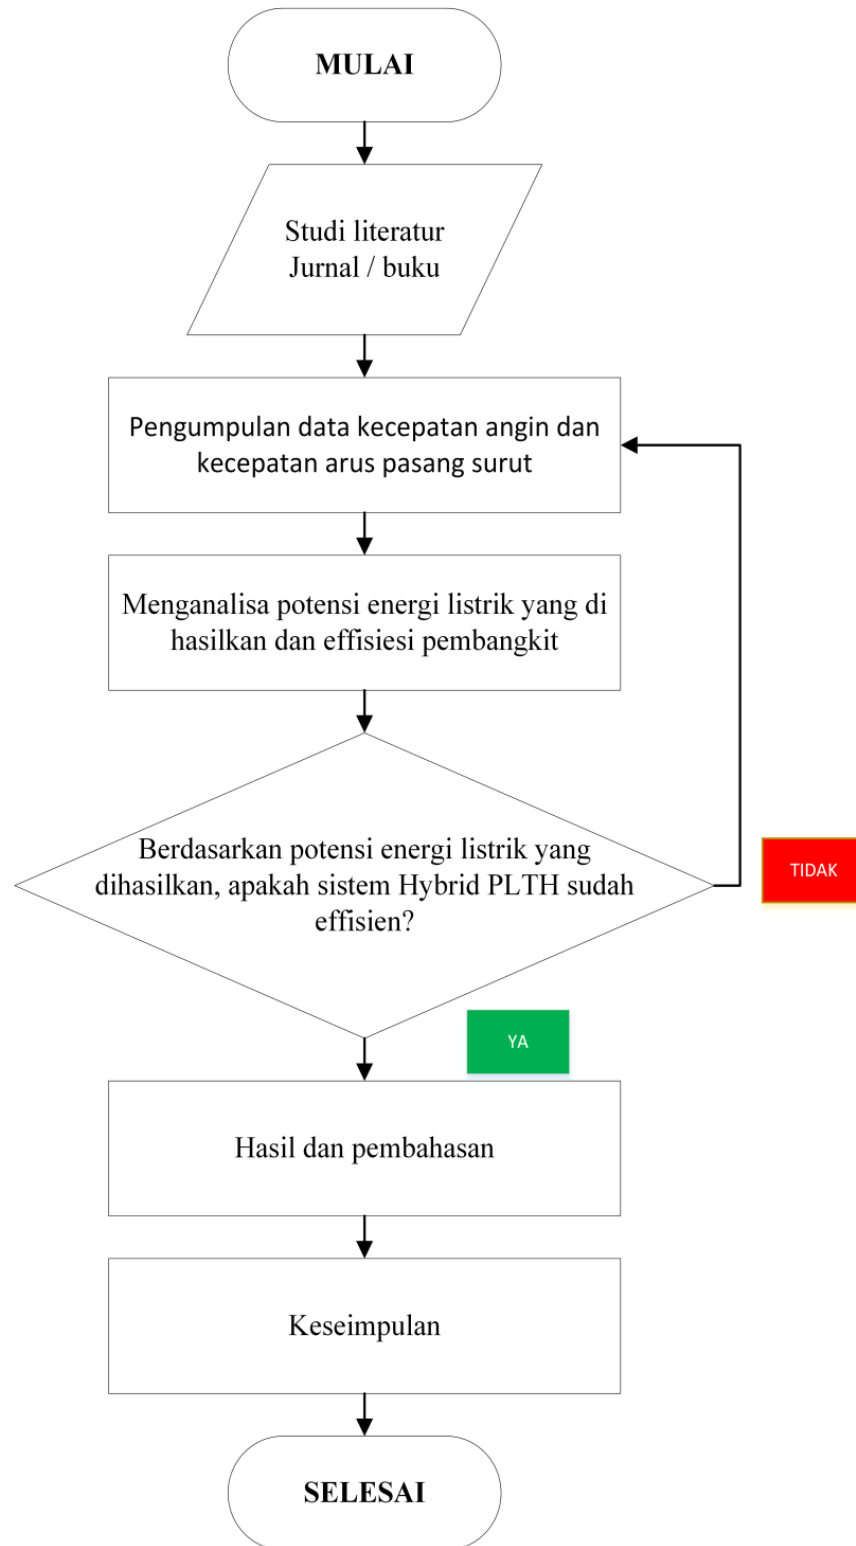 MULAI
Studi literatur
Jurnal / buku
Pengumpulan data kecepatan angin dan
kecepatan arus pasang surut
Menganalisa potensi energi listrik yang di
hasilkan dan effisiesi pembangkit
Berdasarkan potensi energi listrik yang
dihasilkan, apakah sistem Hybrid PLTH sudah
effisien?
TIDAK
YA
Hasil dan pembahasan
Keseimpulan
SELESAI